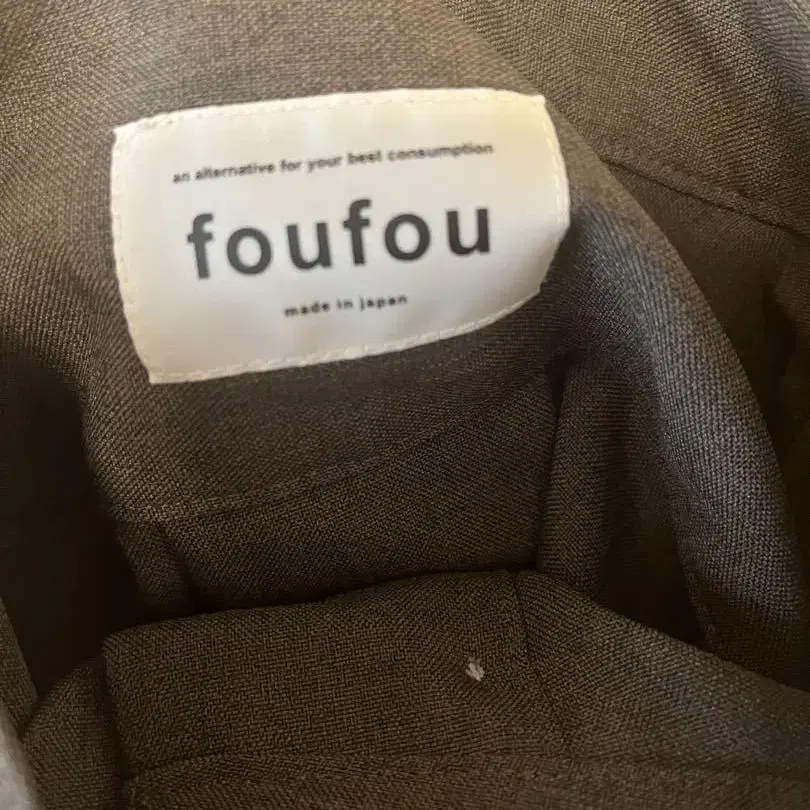 an alternative for your best consumption
foufou
made in japan